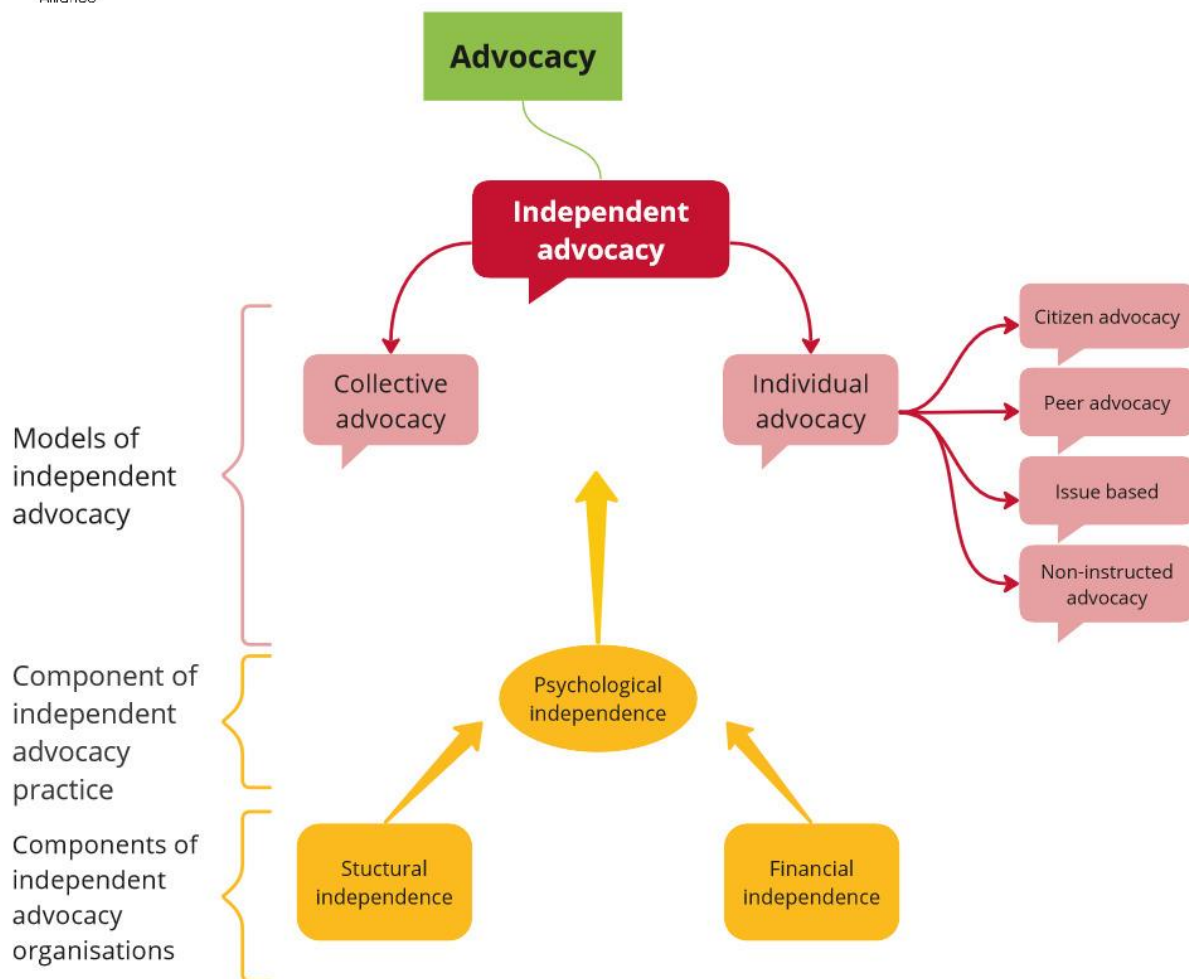 Advocacy
Independent
advocacy
Collective
advocacy
Individual
advocacy
Citizen advocacy
Peer advocacy
Issue based
Non-instructed
advocacy
Models of
independent
advocacy
Psychological
independence
Component of
independent
advocacy
practice
Stuctural
independence
Financial
independence
Components of
independent
advocacy
organisations